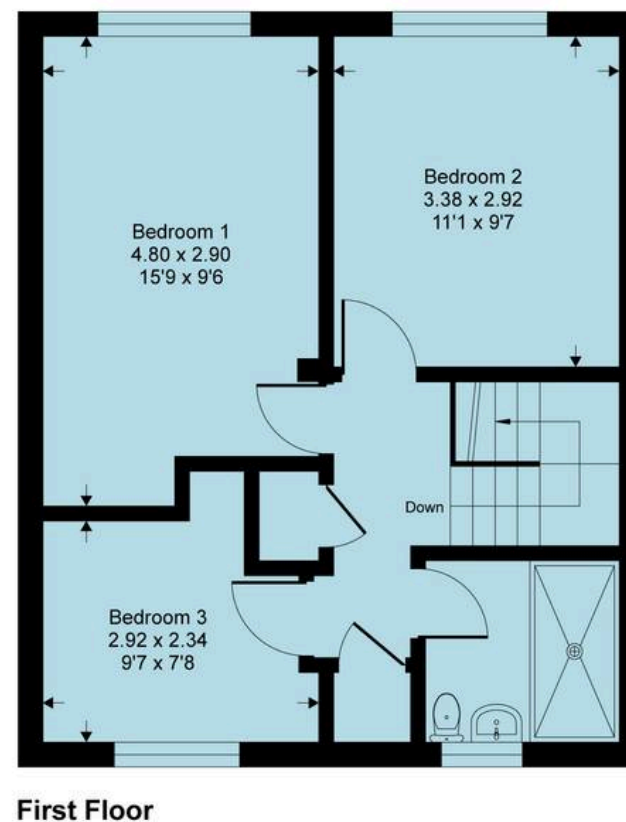 Bedroom 1
4.80 x 2.90
15'9 x 9'6
Bedroom 2
3.38 x 2.92
11'1 x 9'7
Down
Bedroom 3
2.92 x 2.34
9'7 x 7'8
First Floor